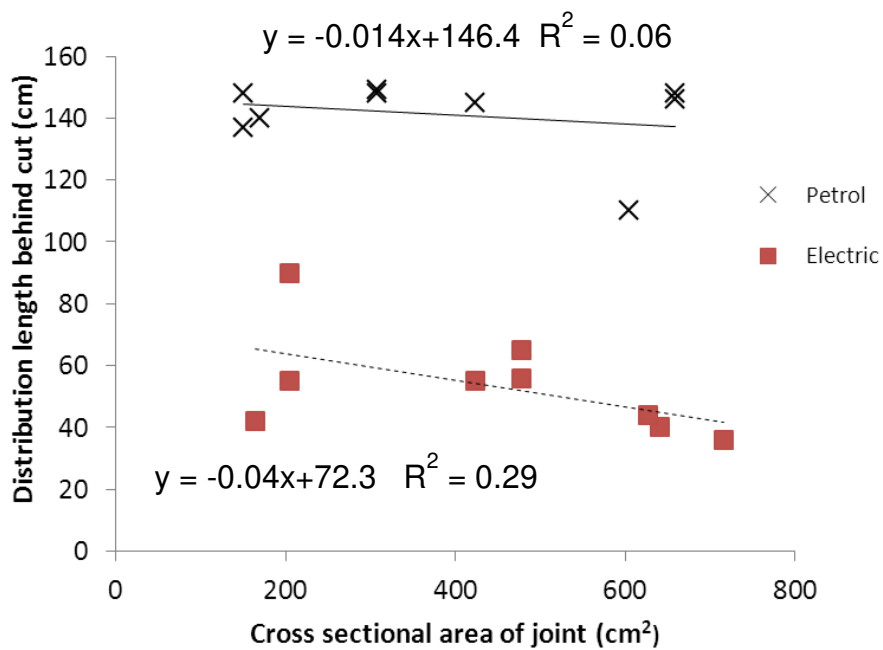 y = -0.014x+146.4 R² = 0.06
160
140
120
100
80
60
40
20
0
Distribution length behind cut (cm)
Petrol
Electric
y = -0.04x+72.3 R² = 0.29
0 200 400 600 800
Cross sectional area of joint (cm²)